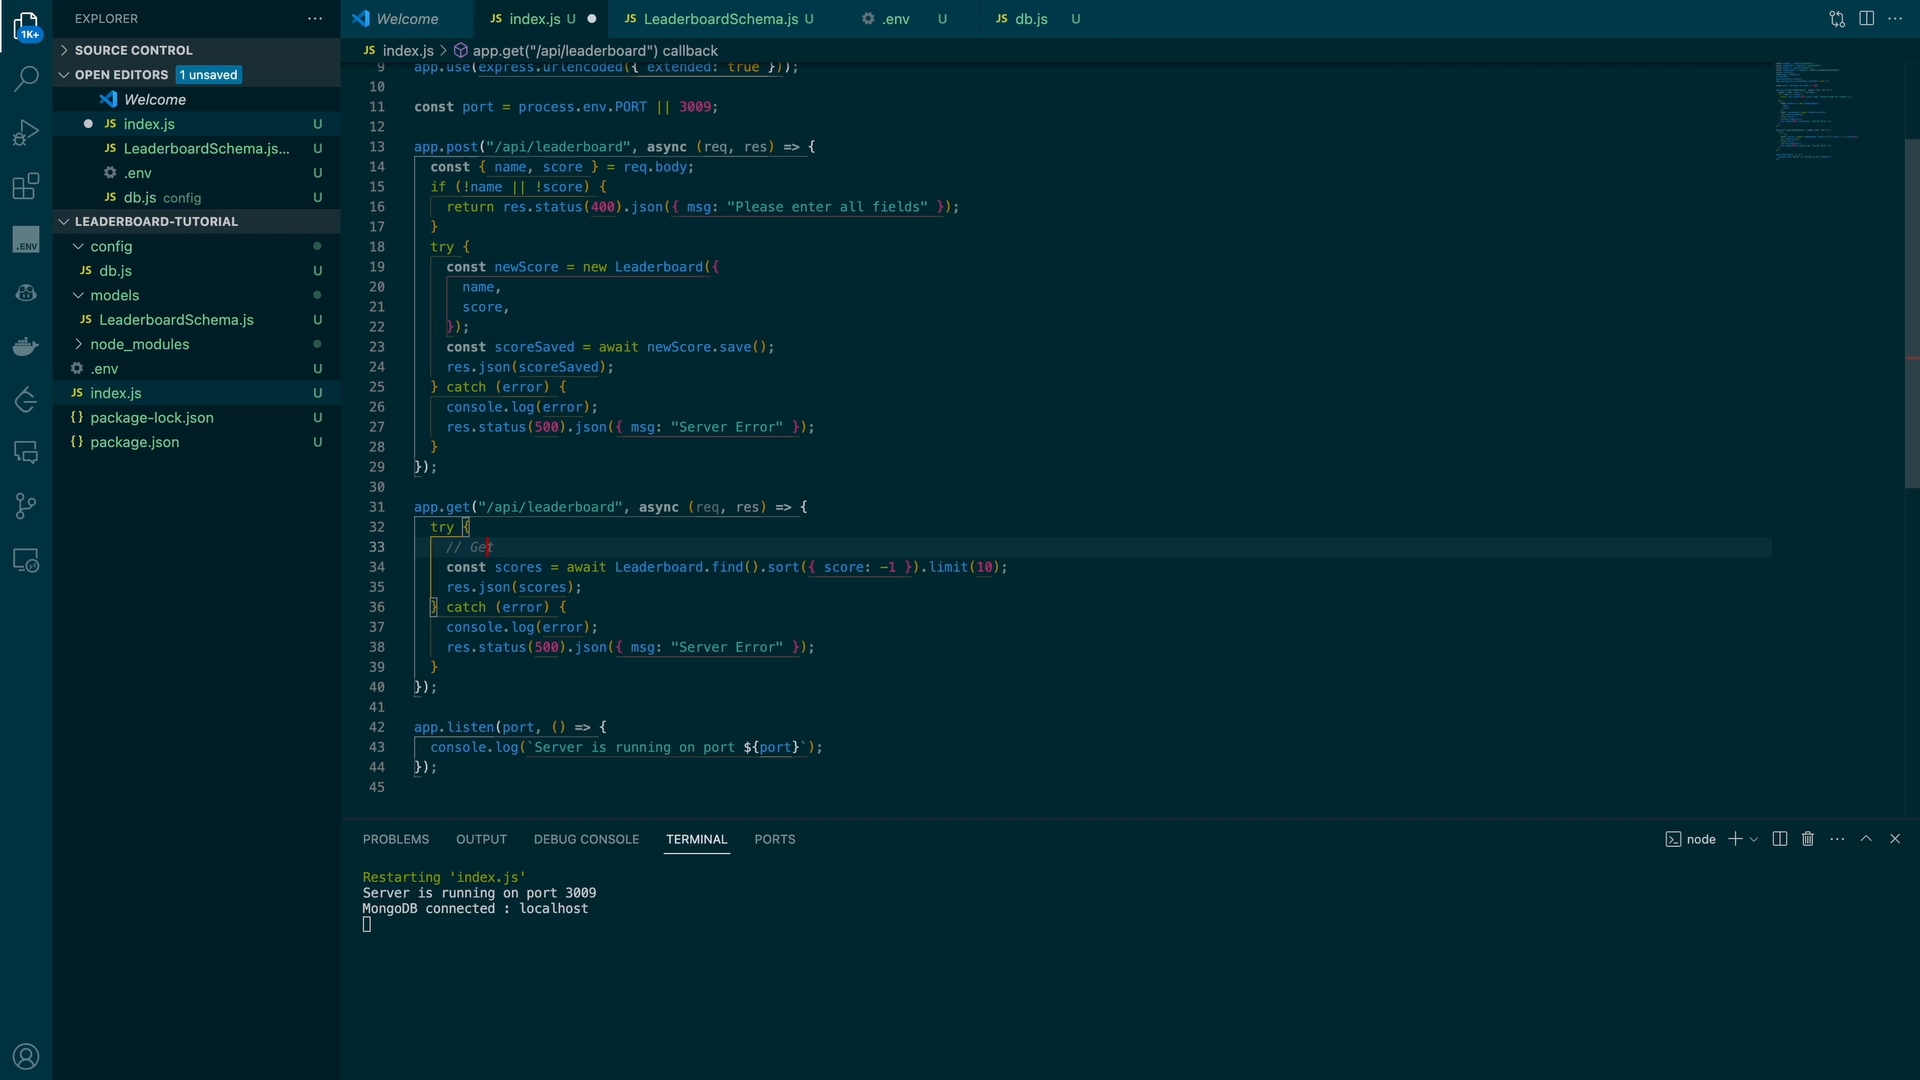 EXPLORER
1K+
SOURCE CONTROL
OPEN EDITORS 1 unsaved
Welcome
JS index.js U
JS LeaderboardSchema.js... U
.env U
JS db.js config U
LEADERBOARD-TUTORIAL
config
JS db.js U
models
JS LeaderboardSchema.js U
node_modules
.env U
JS index.js U
{} package-lock.json U
{} package.json U
.ENV
Welcome JS index.js U JS LeaderboardSchema.js U .env U JS db.js U
JS index.js > app.get("/api/leaderboard") callback
9 app.use(express.urlencoded({ extended: true }));
10
11 const port = process.env.PORT || 3009;
12
13 app.post("/api/leaderboard", async (req, res) => {
14 const { name, score } = req.body;
15 if (!name || !score) {
16 return res.status(400).json({ msg: "Please enter all fields" });
17 }
18 try {
19 const newScore = new Leaderboard({
20 name,
21 score,
22 });
23 const scoreSaved = await newScore.save();
24 res.json(scoreSaved);
25 } catch (error) {
26 console.log(error);
27 res.status(500).json({ msg: "Server Error" });
28 }
29 });
30
31 app.get("/api/leaderboard", async (req, res) => {
32 try {
33 // Get
34 const scores = await Leaderboard.find().sort({ score: -1 }).limit(10);
35 res.json(scores);
36 } catch (error) {
37 console.log(error);
38 res.status(500).json({ msg: "Server Error" });
39 }
40 });
41
42 app.listen(port, () => {
43 console.log(`Server is running on port ${port}`);
44 });
45
PROBLEMS OUTPUT DEBUG CONSOLE TERMINAL PORTS node
Restarting 'index.js'
Server is running on port 3009
MongoDB connected : localhost